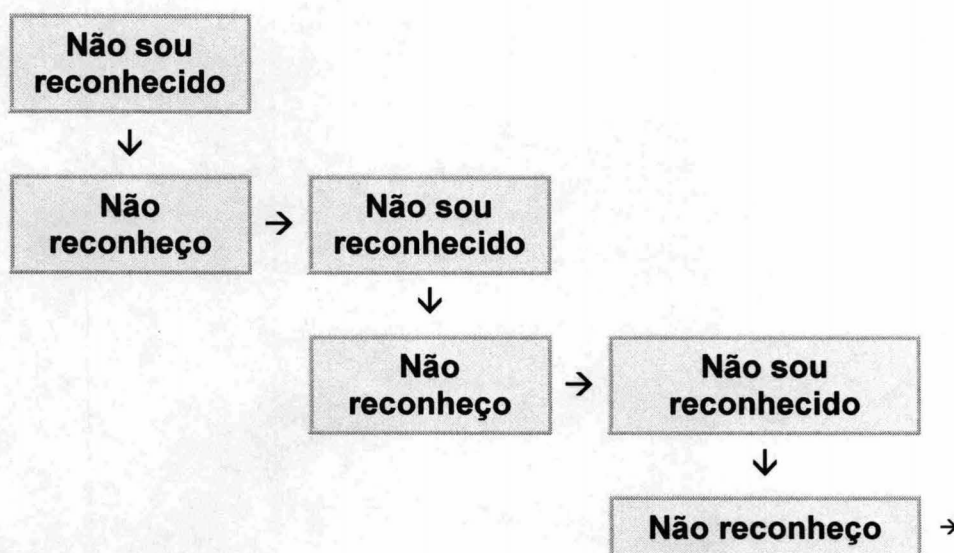 Não sou
reconhecido
↓
Não
reconheço
→
Não sou
reconhecido
↓
Não
reconheço
→
Não sou
reconhecido
↓
Não reconheço
→